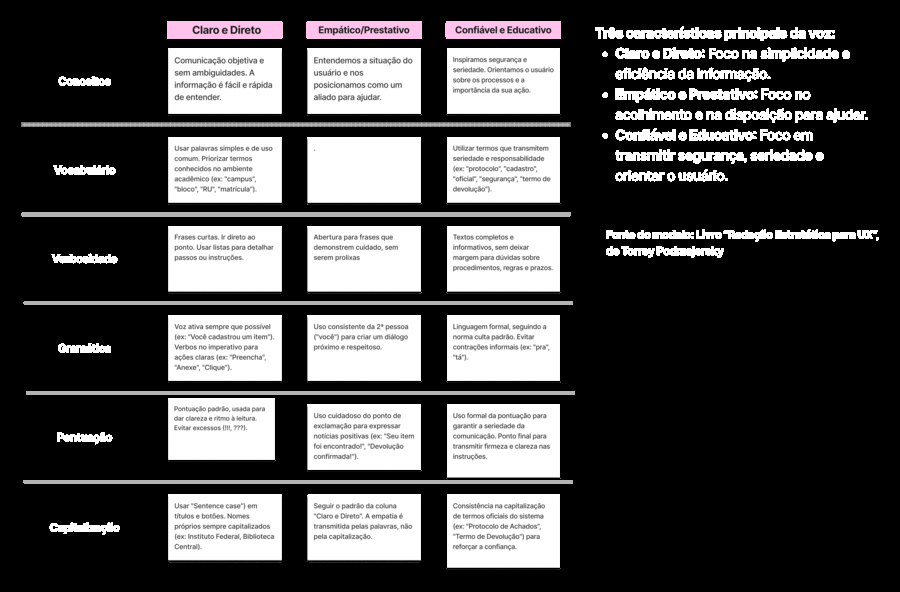 Claro e Direto
Empático/Prestativo
Confiável e Educativo
Conceitos
Comunicação objetiva e
sem ambiguidades. A
informação é fácil e rápida
de entender.
Entendemos a situação do
usuário e nos
posicionamos como um
aliado para ajudar.
Inspiramos segurança e
seriedade. Orientamos o usuário
sobre os processos e a
importância da sua ação.
Vocabulário
Usar palavras simples e de uso
comum. Priorizar termos
conhecidos no ambiente
acadêmico (ex: "campus",
"bloco", "RU", "matrícula").
.
Utilizar termos que transmitem
seriedade e responsabilidade
(ex: "protocolo", "cadastro",
"oficial", "segurança", "termo de
devolução").
Verbosidade
Frases curtas. Ir direto ao
ponto. Usar listas para detalhar
passos ou instruções.
Abertura para frases que
demonstrem cuidado, sem
serem prolixas
Textos completos e
informativos, sem deixar
margem para dúvidas sobre
procedimentos, regras e prazos.
Gramática
Voz ativa sempre que possível
(ex: "Você cadastrou um item").
Verbos no imperativo para
ações claras (ex: "Preencha",
"Anexe", "Clique").
Uso consistente da 2ª pessoa
("você") para criar um diálogo
próximo e respeitoso.
Linguagem formal, seguindo a
norma culta padrão. Evitar
contrações informais (ex: "pra",
"tá").
Pontuação
Pontuação padrão, usada para
dar clareza e ritmo à leitura.
Evitar excessos (!!!, ???).
Uso cuidadoso do ponto de
exclamação para expressar
notícias positivas (ex: "Seu item
foi encontrado!", "Devolução
confirmada!").
Uso formal da pontuação para
garantir a seriedade da
comunicação. Ponto final para
transmitir firmeza e clareza nas
instruções.
Capitalização
Usar "Sentence case") em
títulos e botões. Nomes
próprios sempre capitalizados
(ex: Instituto Federal, Biblioteca
Central).
Seguir o padrão da coluna
"Claro e Direto". A empatia é
transmitida pelas palavras, não
pela capitalização.
Consistência na capitalização
de termos oficiais do sistema
(ex: "Protocolo de Achados",
"Termo de Devolução") para
reforçar a confiança.
Três características principais da voz:
• Claro e Direto: Foco na simplicidade e
eficiência da informação.
• Empático e Prestativo: Foco no
acolhimento e na disposição para ajudar.
• Confiável e Educativo: Foco em
transmitir segurança, seriedade e
orientar o usuário.
Fonte do modelo: Livro "Redação Estratégica para UX",
de Torrey Podmajersky